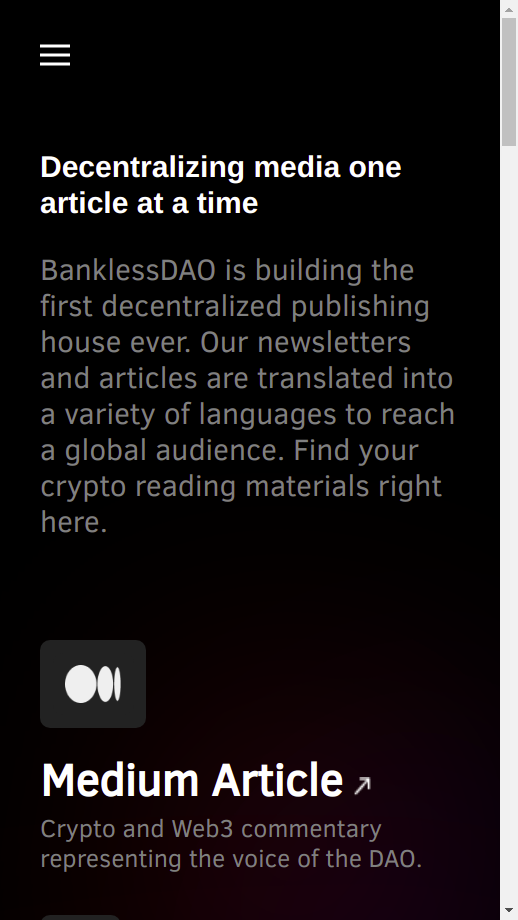 Decentralizing media one
article at a time
BanklessDAO is building the
first decentralized publishing
house ever. Our newsletters
and articles are translated into
a variety of languages to reach
a global audience. Find your
crypto reading materials right
here.
Medium Article
Crypto and Web3 commentary
representing the voice of the DAO.